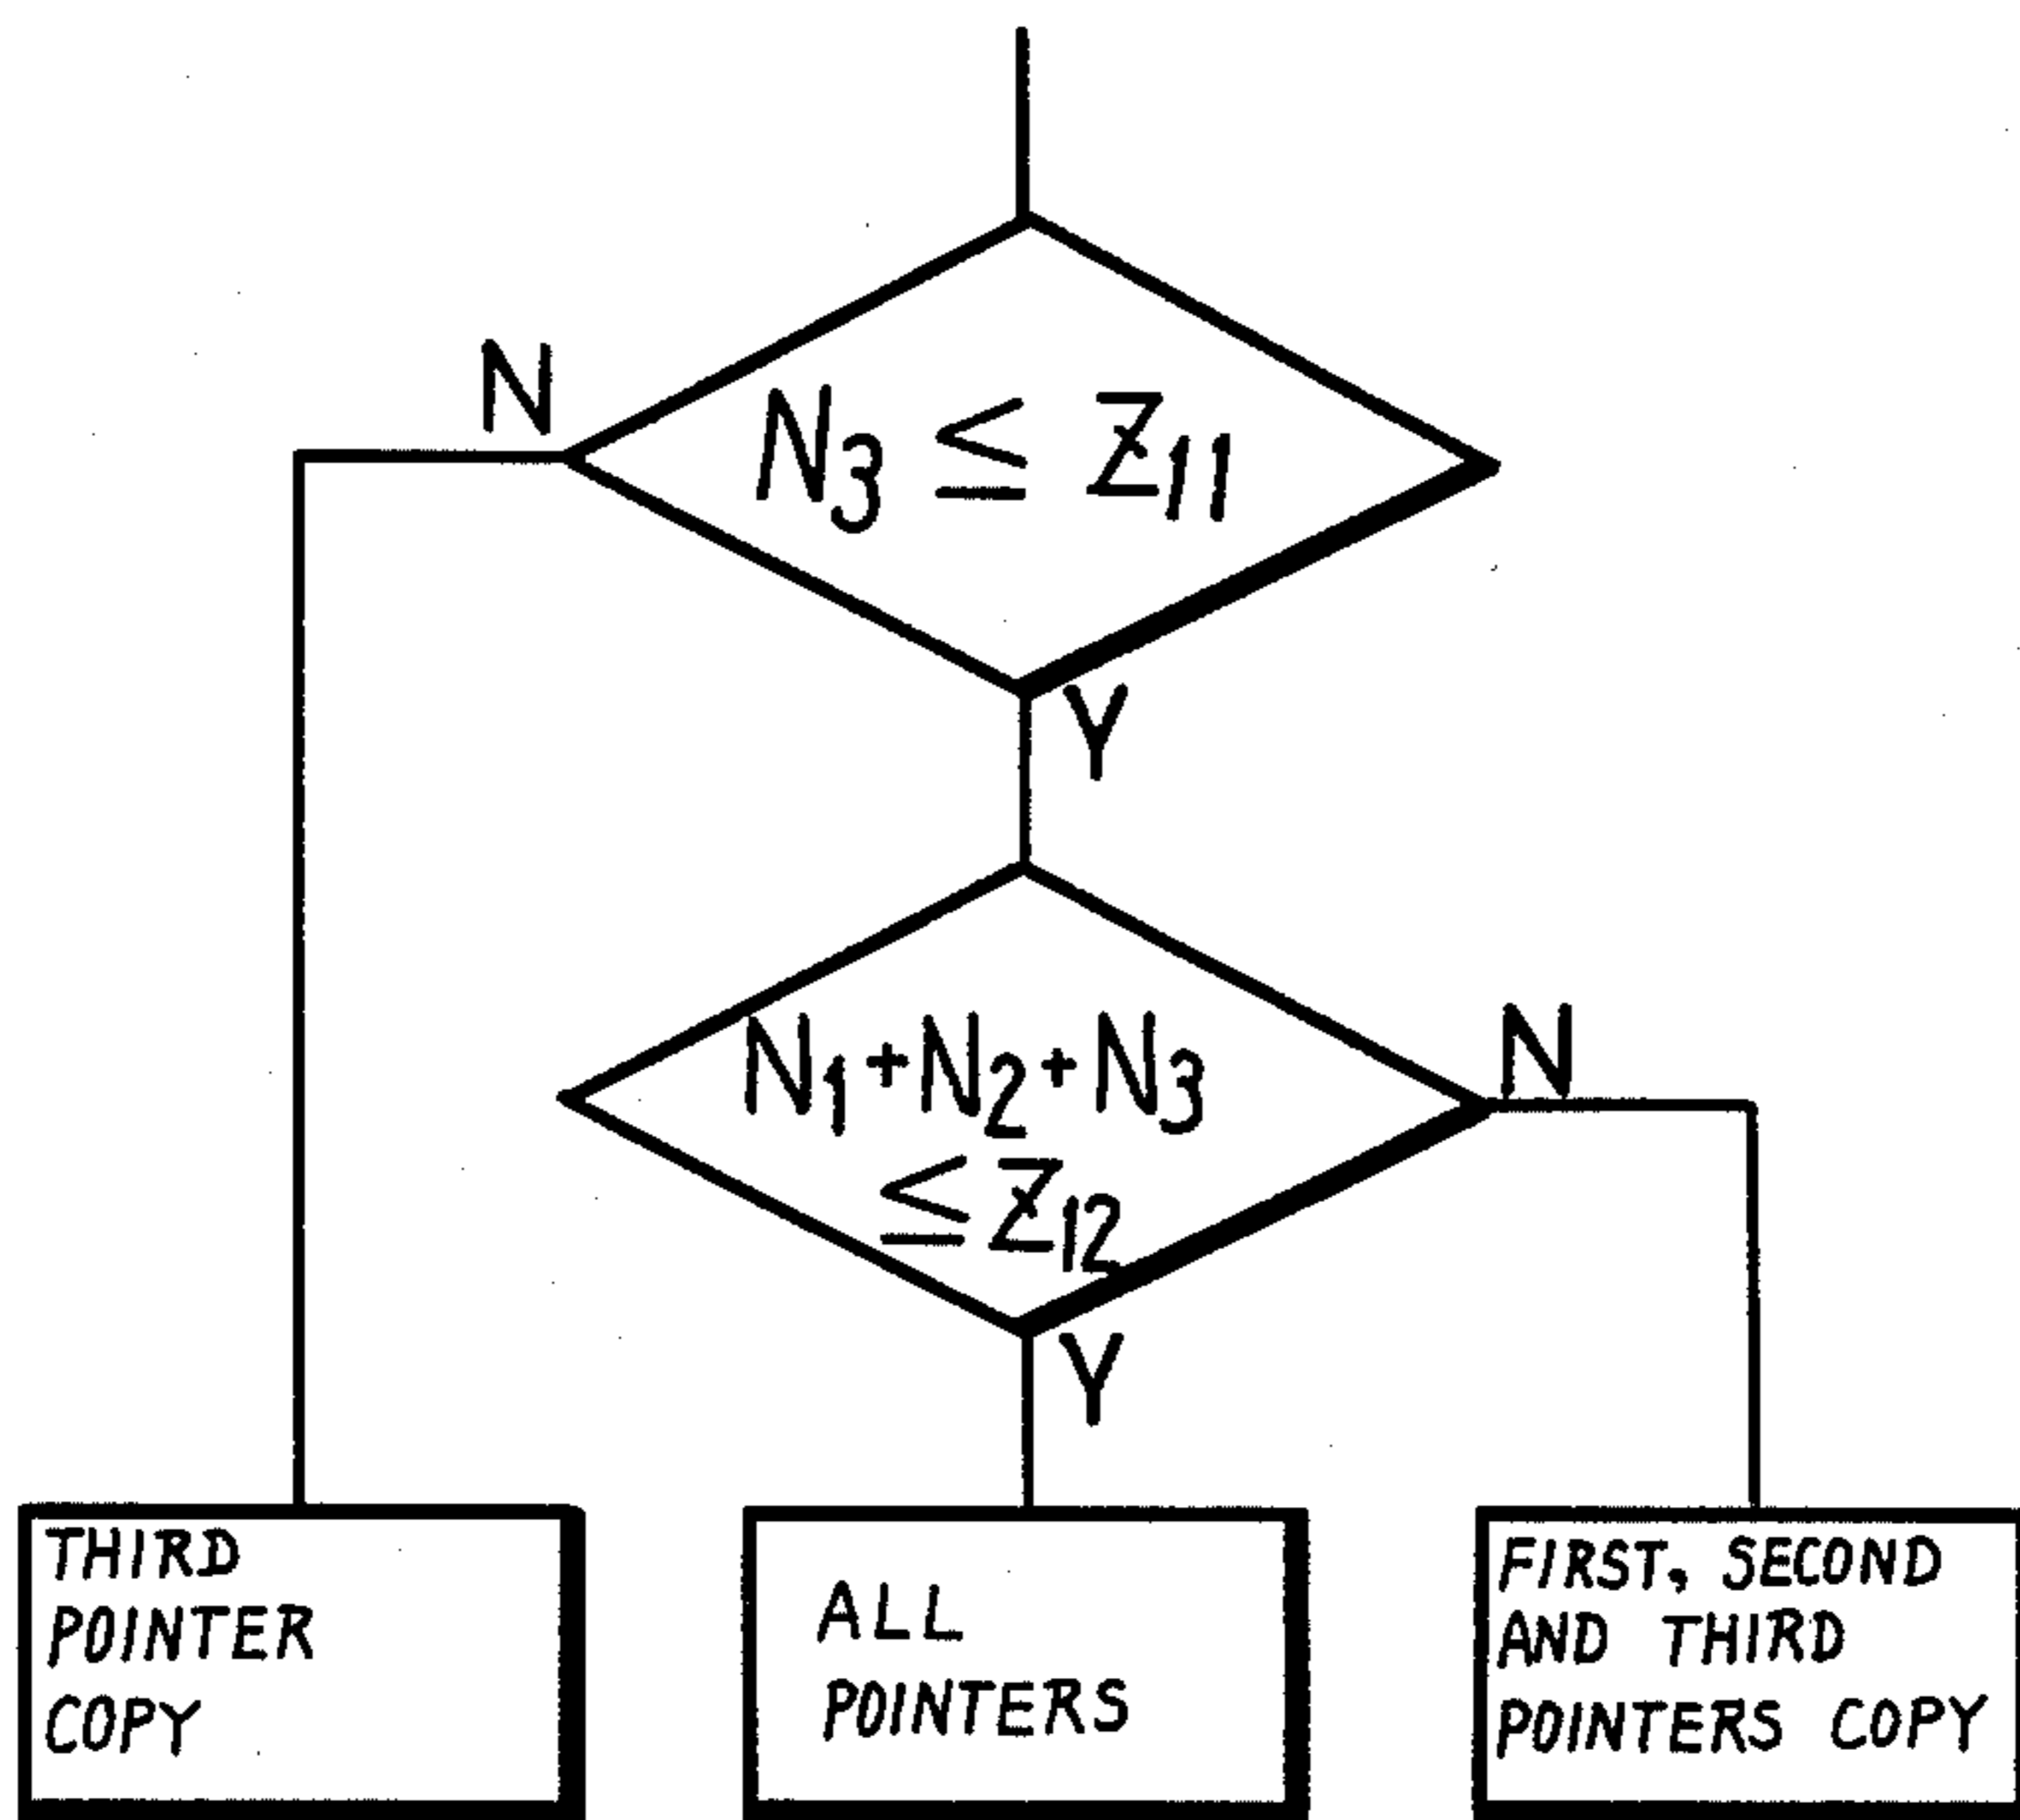 N
N₃ ≤ Z₁₁
Y
N₁+N₂+N₃
≤Z₁₂
N
Y
THIRD
POINTER
COPY
ALL
POINTERS
FIRST, SECOND
AND THIRD
POINTERS COPY